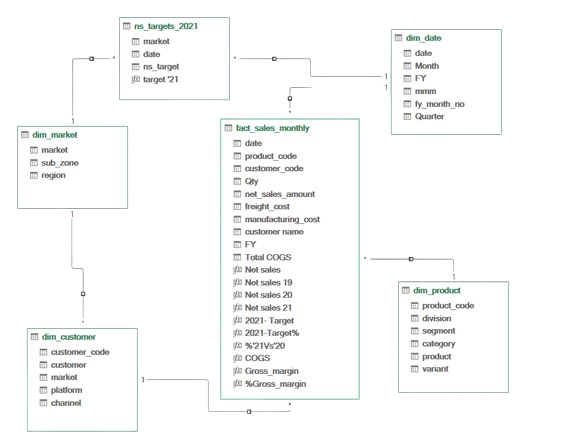 ns_targets_2021
market
date
ns_target
target '21
dim_date
date
Month
FY
mmm
fy_month_no
Quarter
*
*
1
1
1
*
dim_market
market
sub_zone
region
1
fact_sales_monthly
date
product_code
customer_code
Qty
net_sales_amount
freight_cost
manufacturing_cost
customer name
FY
Total COGS
Net sales
Net sales 19
Net sales 20
Net sales 21
2021- Target
2021-Target%
%'21Vs'20
COGS
Gross_margin
%Gross_margin
*
1
dim_product
product_code
division
segment
category
product
variant
*
dim_customer
customer_code
customer
market
platform
channel
1
*